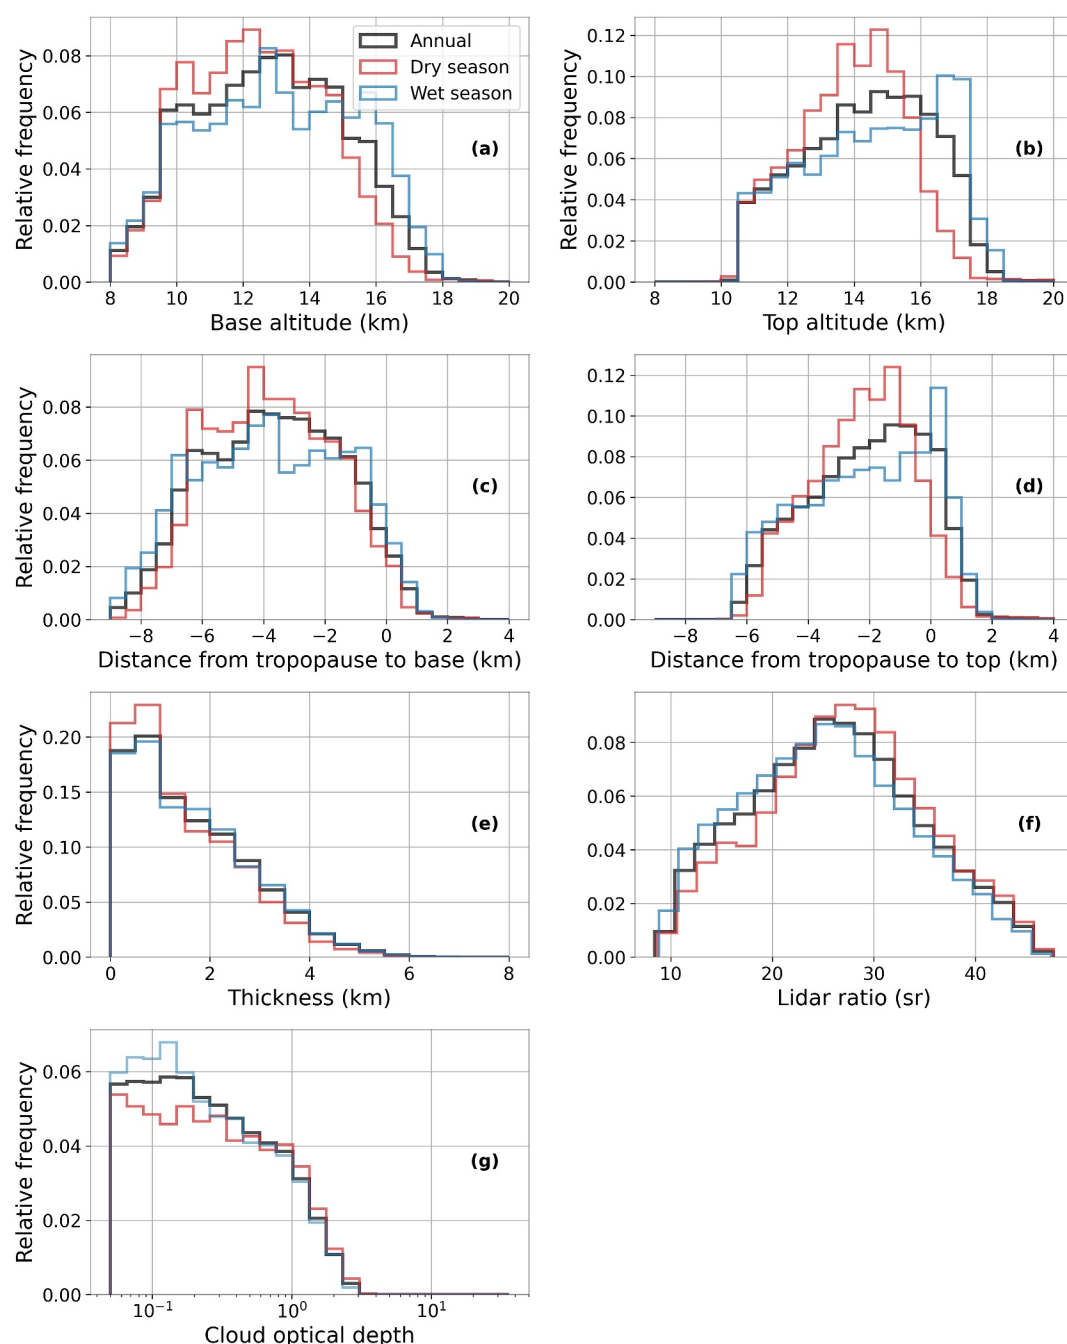 Relative frequency
0.08
0.06
0.04
0.02
0.00
8 10 12 14 16 18 20
Base altitude (km)
Annual
Dry season
Wet season
(a)
Relative frequency
0.12
0.10
0.08
0.06
0.04
0.02
0.00
8 10 12 14 16 18 20
Top altitude (km)
(b)
Relative frequency
0.08
0.06
0.04
0.02
0.00
−8 −6 −4 −2 0 2 4
Distance from tropopause to base (km)
(c)
0.12
0.10
0.08
0.06
0.04
0.02
0.00
−8 −6 −4 −2 0 2 4
Distance from tropopause to top (km)
(d)
Relative frequency
0.20
0.15
0.10
0.05
0.00
0 2 4 6 8
Thickness (km)
(e)
0.08
0.06
0.04
0.02
0.00
10 20 30 40
Lidar ratio (sr)
(f)
Relative frequency
0.06
0.04
0.02
0.00
10⁻¹ 10⁰ 10¹
Cloud optical depth
(g)